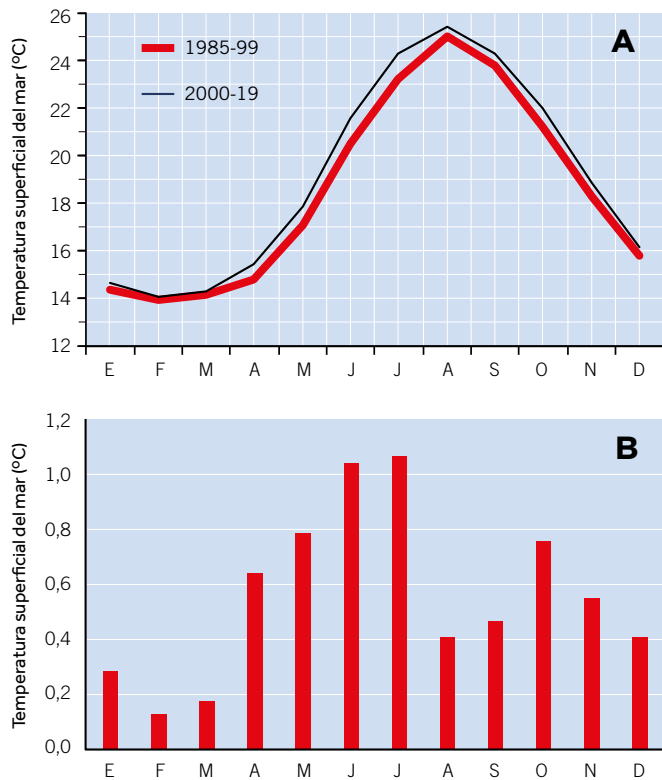 Temperatura superficial del mar (ºC)
26
24
22
20
18
16
14
12
1985-99
2000-19
A
E F M A M J J A S O N D
Temperatura superficial del mar (ºC)
1,2
1,0
0,8
0,6
0,4
0,2
0,0
B
E F M A M J J A S O N D